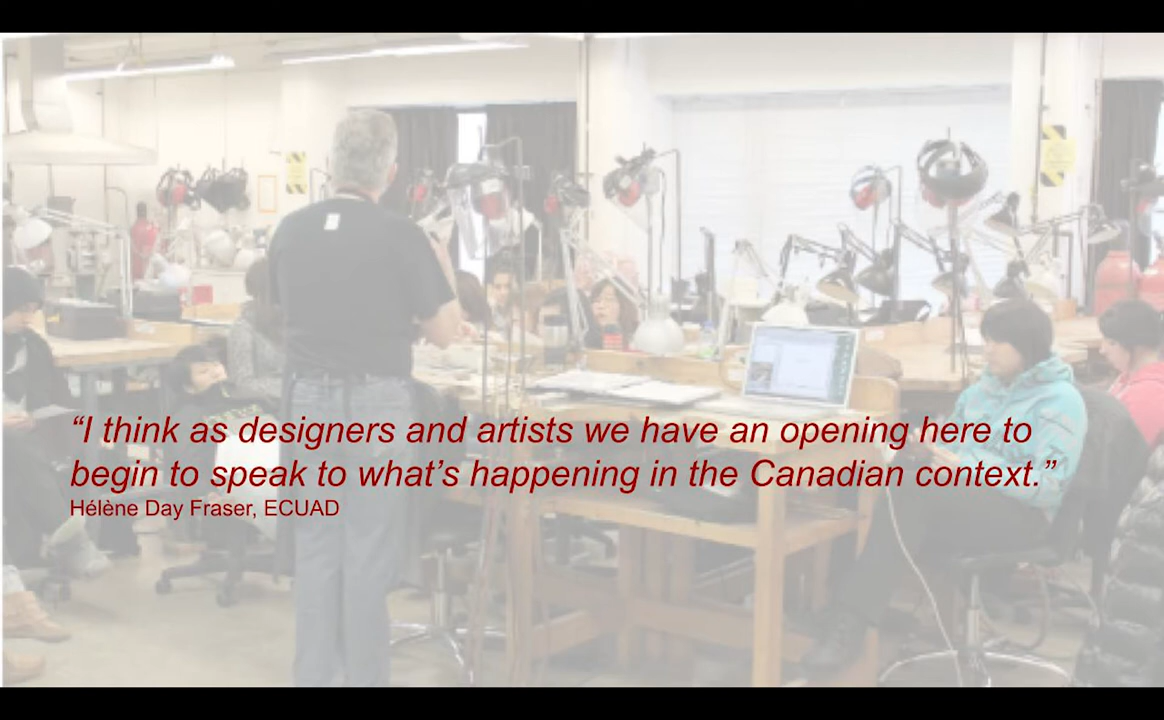 “I think as designers and artists we have an opening here to
begin to speak to what’s happening in the Canadian context.”
Hélène Day Fraser, ECUAD